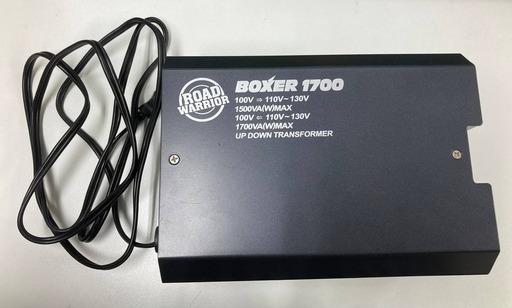 ROAD
WARRIOR
BOXER 1700
100V ⇒ 110V~130V
1500VA(W)MAX
100V ⇐ 110V~130V
1700VA(W)MAX
UP DOWN TRANSFORMER